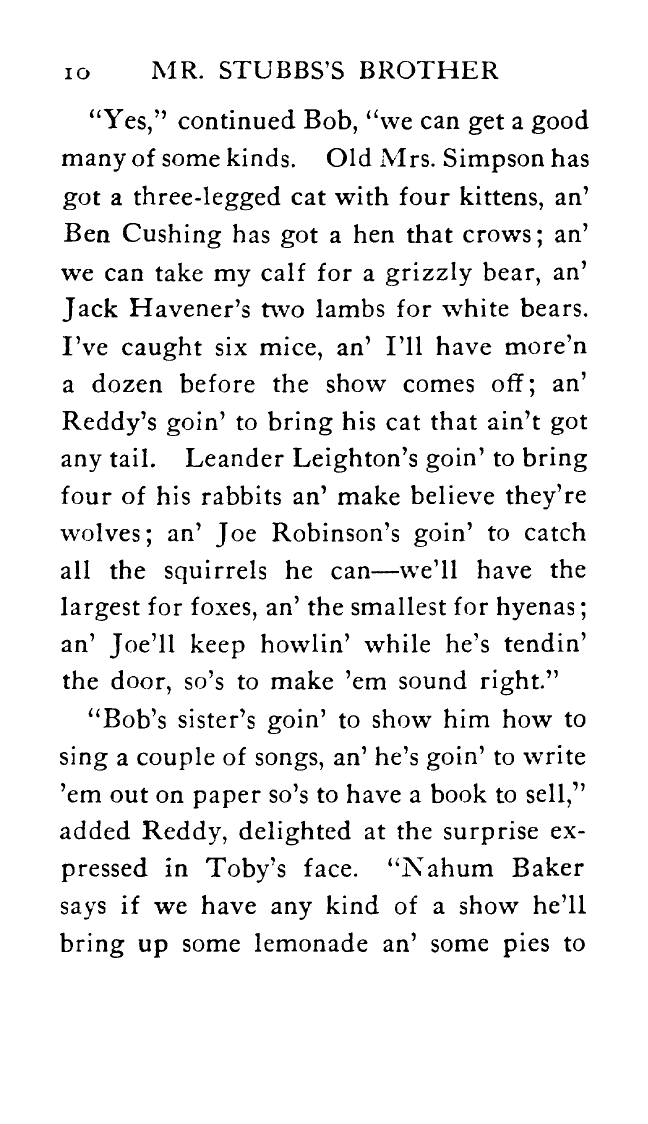 10 MR. STUBBS'S BROTHER
“Yes,” continued Bob, “we can get a good
many of some kinds. Old Mrs. Simpson has
got a three-legged cat with four kittens, an’
Ben Cushing has got a hen that crows; an’
we can take my calf for a grizzly bear, an’
Jack Havener's two lambs for white bears.
I've caught six mice, an’ I'll have more'n
a dozen before the show comes off; an’
Reddy's goin’ to bring his cat that ain't got
any tail. Leander Leighton's goin’ to bring
four of his rabbits an’ make believe they're
wolves; an’ Joe Robinson's goin’ to catch
all the squirrels he can—we'll have the
largest for foxes, an’ the smallest for hyenas;
an’ Joe'll keep howlin’ while he's tendin’
the door, so's to make ’em sound right.”
“Bob's sister's goin’ to show him how to
sing a couple of songs, an’ he's goin’ to write
’em out on paper so's to have a book to sell,”
added Reddy, delighted at the surprise ex-
pressed in Toby's face. “Nahum Baker
says if we have any kind of a show he'll
bring up some lemonade an’ some pies to